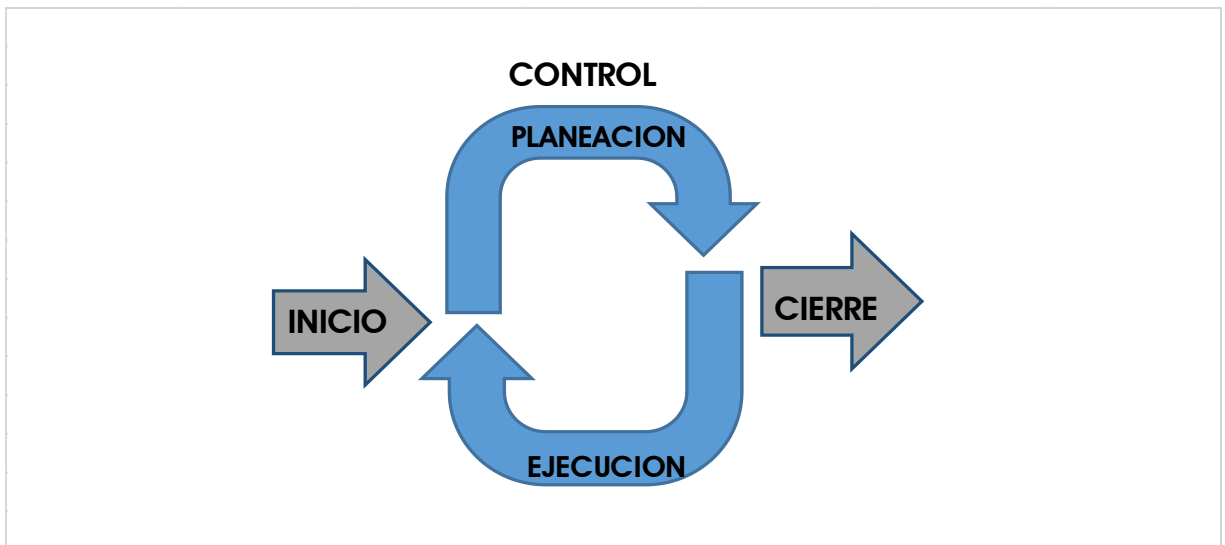 CONTROL
PLANEACION
INICIO
CIERRE
EJECUCION